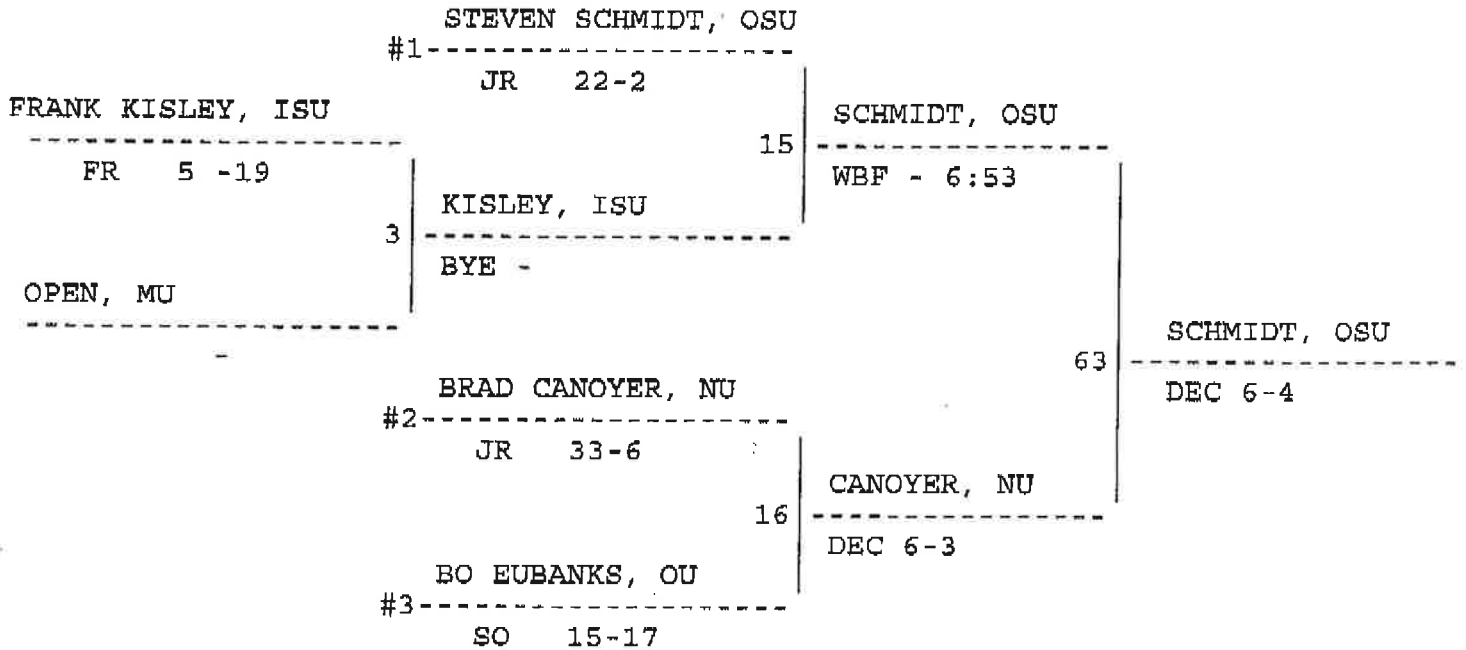 STEVEN SCHMIDT, OSU
#1
JR 22-2
FRANK KISLEY, ISU
SCHMIDT, OSU
15
FR 5 -19
WBF - 6:53
KISLEY, ISU
3
BYE -
OPEN, MU
SCHMIDT, OSU
-
63
BRAD CANOYER, NU
DEC 6-4
#2
JR 33-6
CANOYER, NU
16
DEC 6-3
BO EUBANKS, OU
#3
SO 15-17